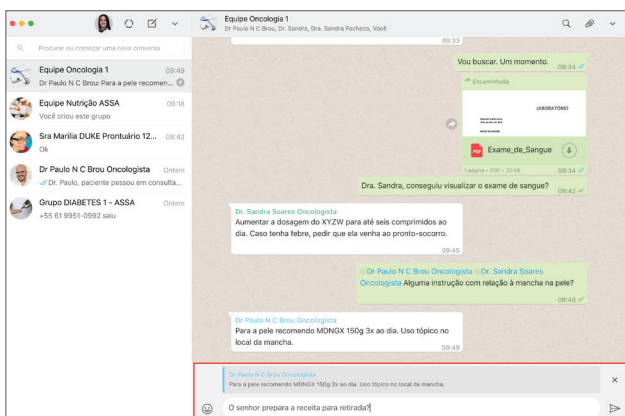 Procurar ou começar uma nova conversa
Equipe Oncologia 1
09:49
Dr Paulo N C Brou: Para a pele recomen...
Equipe Nutrição ASSA
09:18
Você criou este grupo
Sra Marilia DUKE Prontuário 12...
08:42
Ok
Dr Paulo N C Brou Oncologista
Ontem
Dr. Paulo, paciente passou em consulta...
Grupo DIABETES 1 - ASSA
Ontem
+55 61 9951-0992 saiu
Equipe Oncologia 1
Dr Paulo N C Brou, Dr. Sandra, Dra. Sandra Pacheco, Você
09:33
Vou buscar. Um momento.
09:34
Encaminhada
LABORATÓRIO
PDF
Exame_de_Sangue
1 página • PDF • 20 kB
09:34
Dra. Sandra, conseguiu visualizar o exame de sangue?
09:42
Dr. Sandra Soares Oncologista
Aumentar a dosagem do XYZW para até seis comprimidos ao
dia. Caso tenha febre, pedir que ela venha ao pronto-socorro.
09:45
@Dr Paulo N C Brou Oncologista @Dr. Sandra Soares
Oncologista Alguma instrução com relação à mancha na pele?
09:48
Dr Paulo N C Brou Oncologista
Para a pele recomendo MDNGX 150g 3x ao dia. Uso tópico no
local da mancha.
09:49
Dr Paulo N C Brou Oncologista
Para a pele recomendo MDNGX 150g 3x ao dia. Uso tópico no local da mancha.
O senhor prepara a receita para retirada?